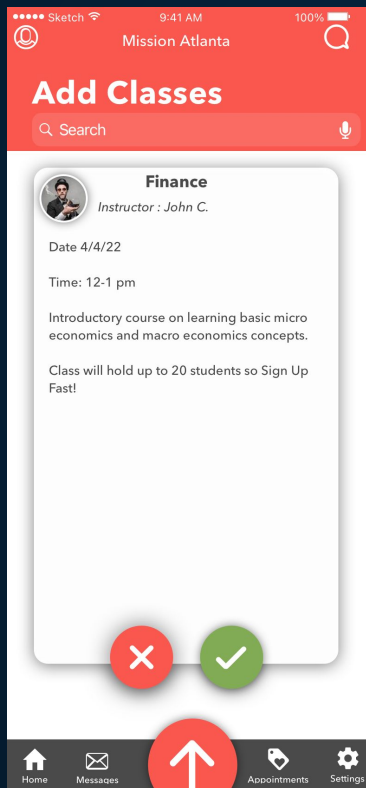 Sketch 9:41 AM 100%
Mission Atlanta
Add Classes
Search
Finance
Instructor : John C.
Date 4/4/22
Time: 12-1 pm
Introductory course on learning basic micro
economics and macro economics concepts.
Class will hold up to 20 students so Sign Up
Fast!
Home Messages Appointments Settings